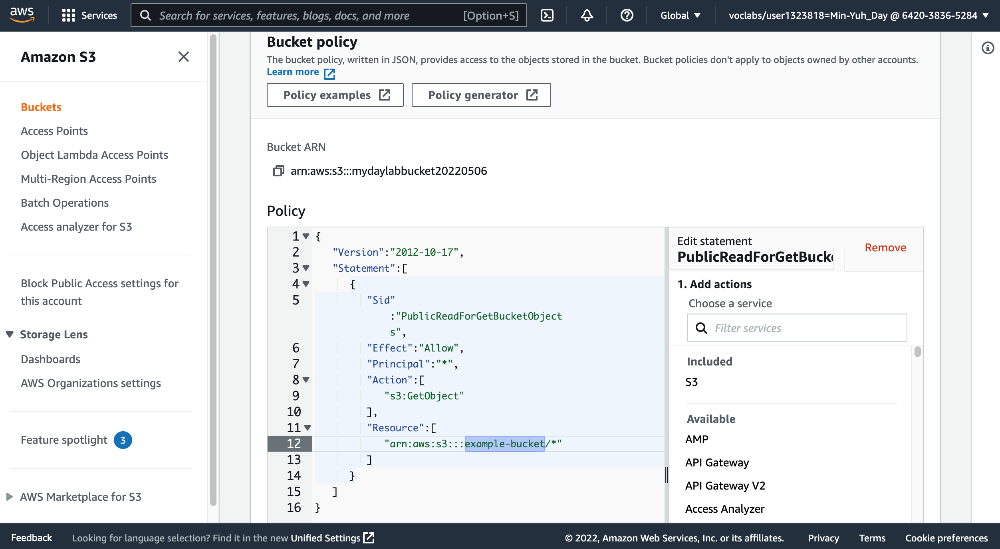 aws
Services
Search for services, features, blogs, docs, and more
[Option+S]
Global
voclabs/user1323818=Min-Yuh_Day @ 6420-3836-5284
Amazon S3
Buckets
Access Points
Object Lambda Access Points
Multi-Region Access Points
Batch Operations
Access analyzer for S3
Block Public Access settings for
this account
Storage Lens
Dashboards
AWS Organizations settings
Feature spotlight 3
AWS Marketplace for S3
Bucket policy
The bucket policy, written in JSON, provides access to the objects stored in the bucket. Bucket policies don't apply to objects owned by other accounts.
Learn more
Policy examples
Policy generator
Bucket ARN
arn:aws:s3:::mydaylabbucket20220506
Policy
1 {
2 "Version":"2012-10-17",
3 "Statement":[
4 {
5 "Sid"
:"PublicReadForGetBucketObject
s",
6 "Effect":"Allow",
7 "Principal":"*",
8 "Action":[
9 "s3:GetObject"
10 ],
11 "Resource":[
12 "arn:aws:s3:::example-bucket/*"
13 ]
14 }
15 ]
16 }
Edit statement
PublicReadForGetBucke
Remove
1. Add actions
Choose a service
Filter services
Included
S3
Available
AMP
API Gateway
API Gateway V2
Access Analyzer
Feedback
Looking for language selection? Find it in the new Unified Settings
© 2022, Amazon Web Services, Inc. or its affiliates.
Privacy
Terms
Cookie preferences